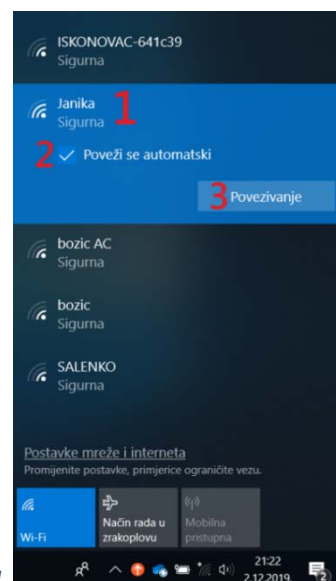 ISKONOVAC-641c39
Sigurna
Janika 1
Sigurna
2 Poveži se automatski
3 Povezivanje
bozic AC
Sigurna
bozic
Sigurna
SALENKO
Sigurna
Postavke mreže i interneta
Promijenite postavke, primjerice ograničite vezu.
Wi-Fi
Način rada u
zrakoplovu
Mobilna
pristupna
21:22
2.12.2019.